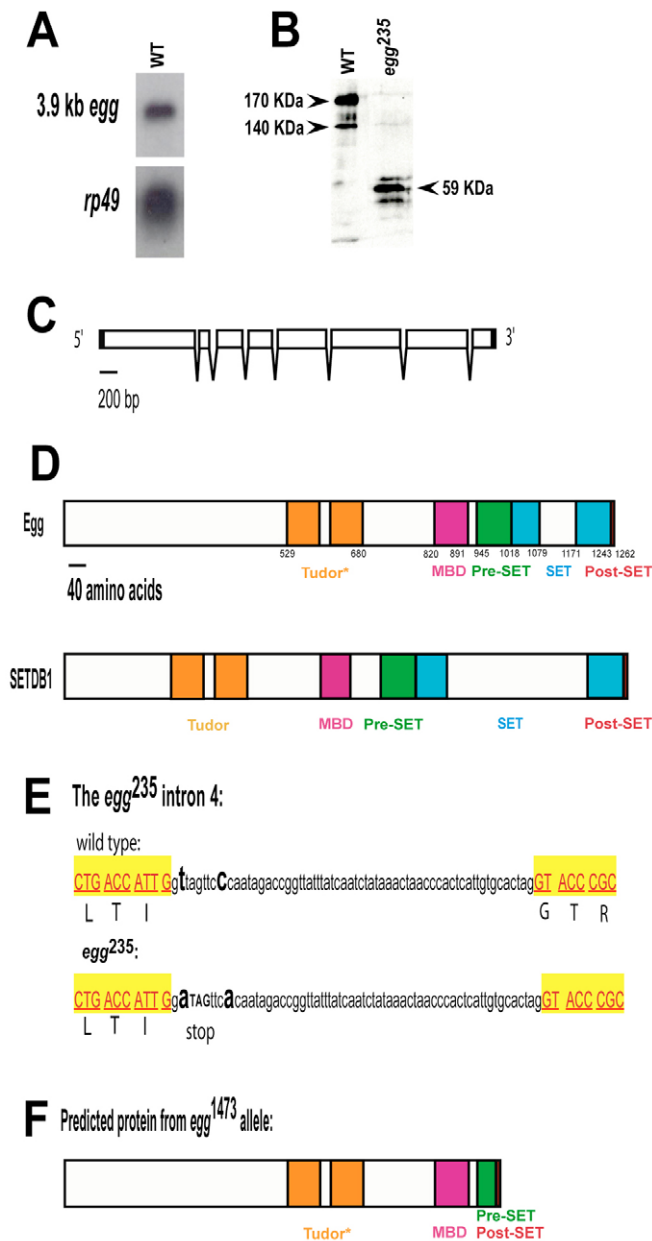 A
WT
3.9 kb egg
rp49
B
WT
egg235
170 KDa
140 KDa
59 KDa
C
5'
3'
200 bp
D
Egg
529 680 820 891 945 1018 1079 1171 1243 1262
Tudor* MBD Pre-SET SET Post-SET
40 amino acids
SETDB1
Tudor MBD Pre-SET SET Post-SET
E The egg235 intron 4:
wild type:
CTG ACC ATT GgttagttcCcaatagaccggttatttatcaatctataaactaacccactcattgtgcactagGT ACC CGC
L T I G T R
egg235:
CTG ACC ATT GgaTAGttcacaatagaccggttatttatcaatctataaactaacccactcattgtgcactagGT ACC CGC
L T I stop
F Predicted protein from egg1473 allele:
Tudor* MBD Pre-SET
Post-SET